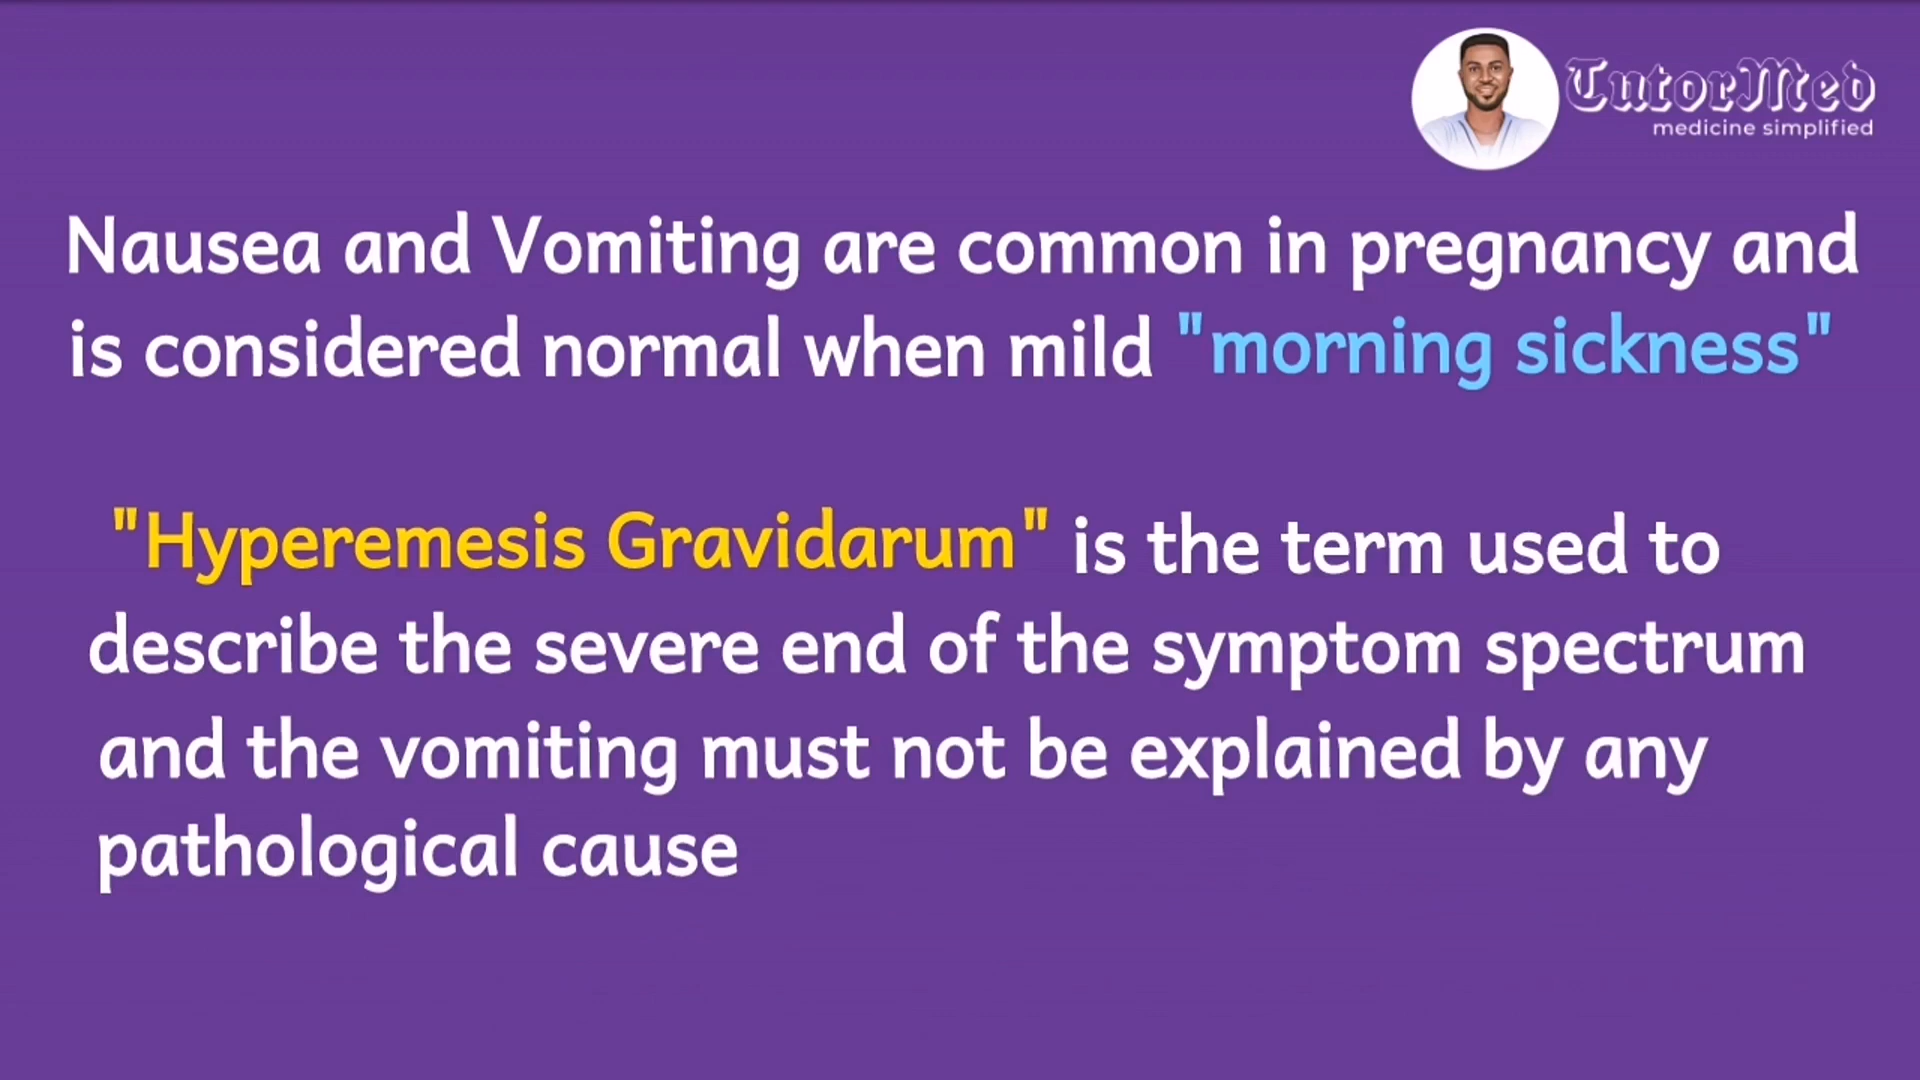 TutorMed
medicine simplified
Nausea and Vomiting are common in pregnancy and
is considered normal when mild "morning sickness"
"Hyperemesis Gravidarum" is the term used to
describe the severe end of the symptom spectrum
and the vomiting must not be explained by any
pathological cause